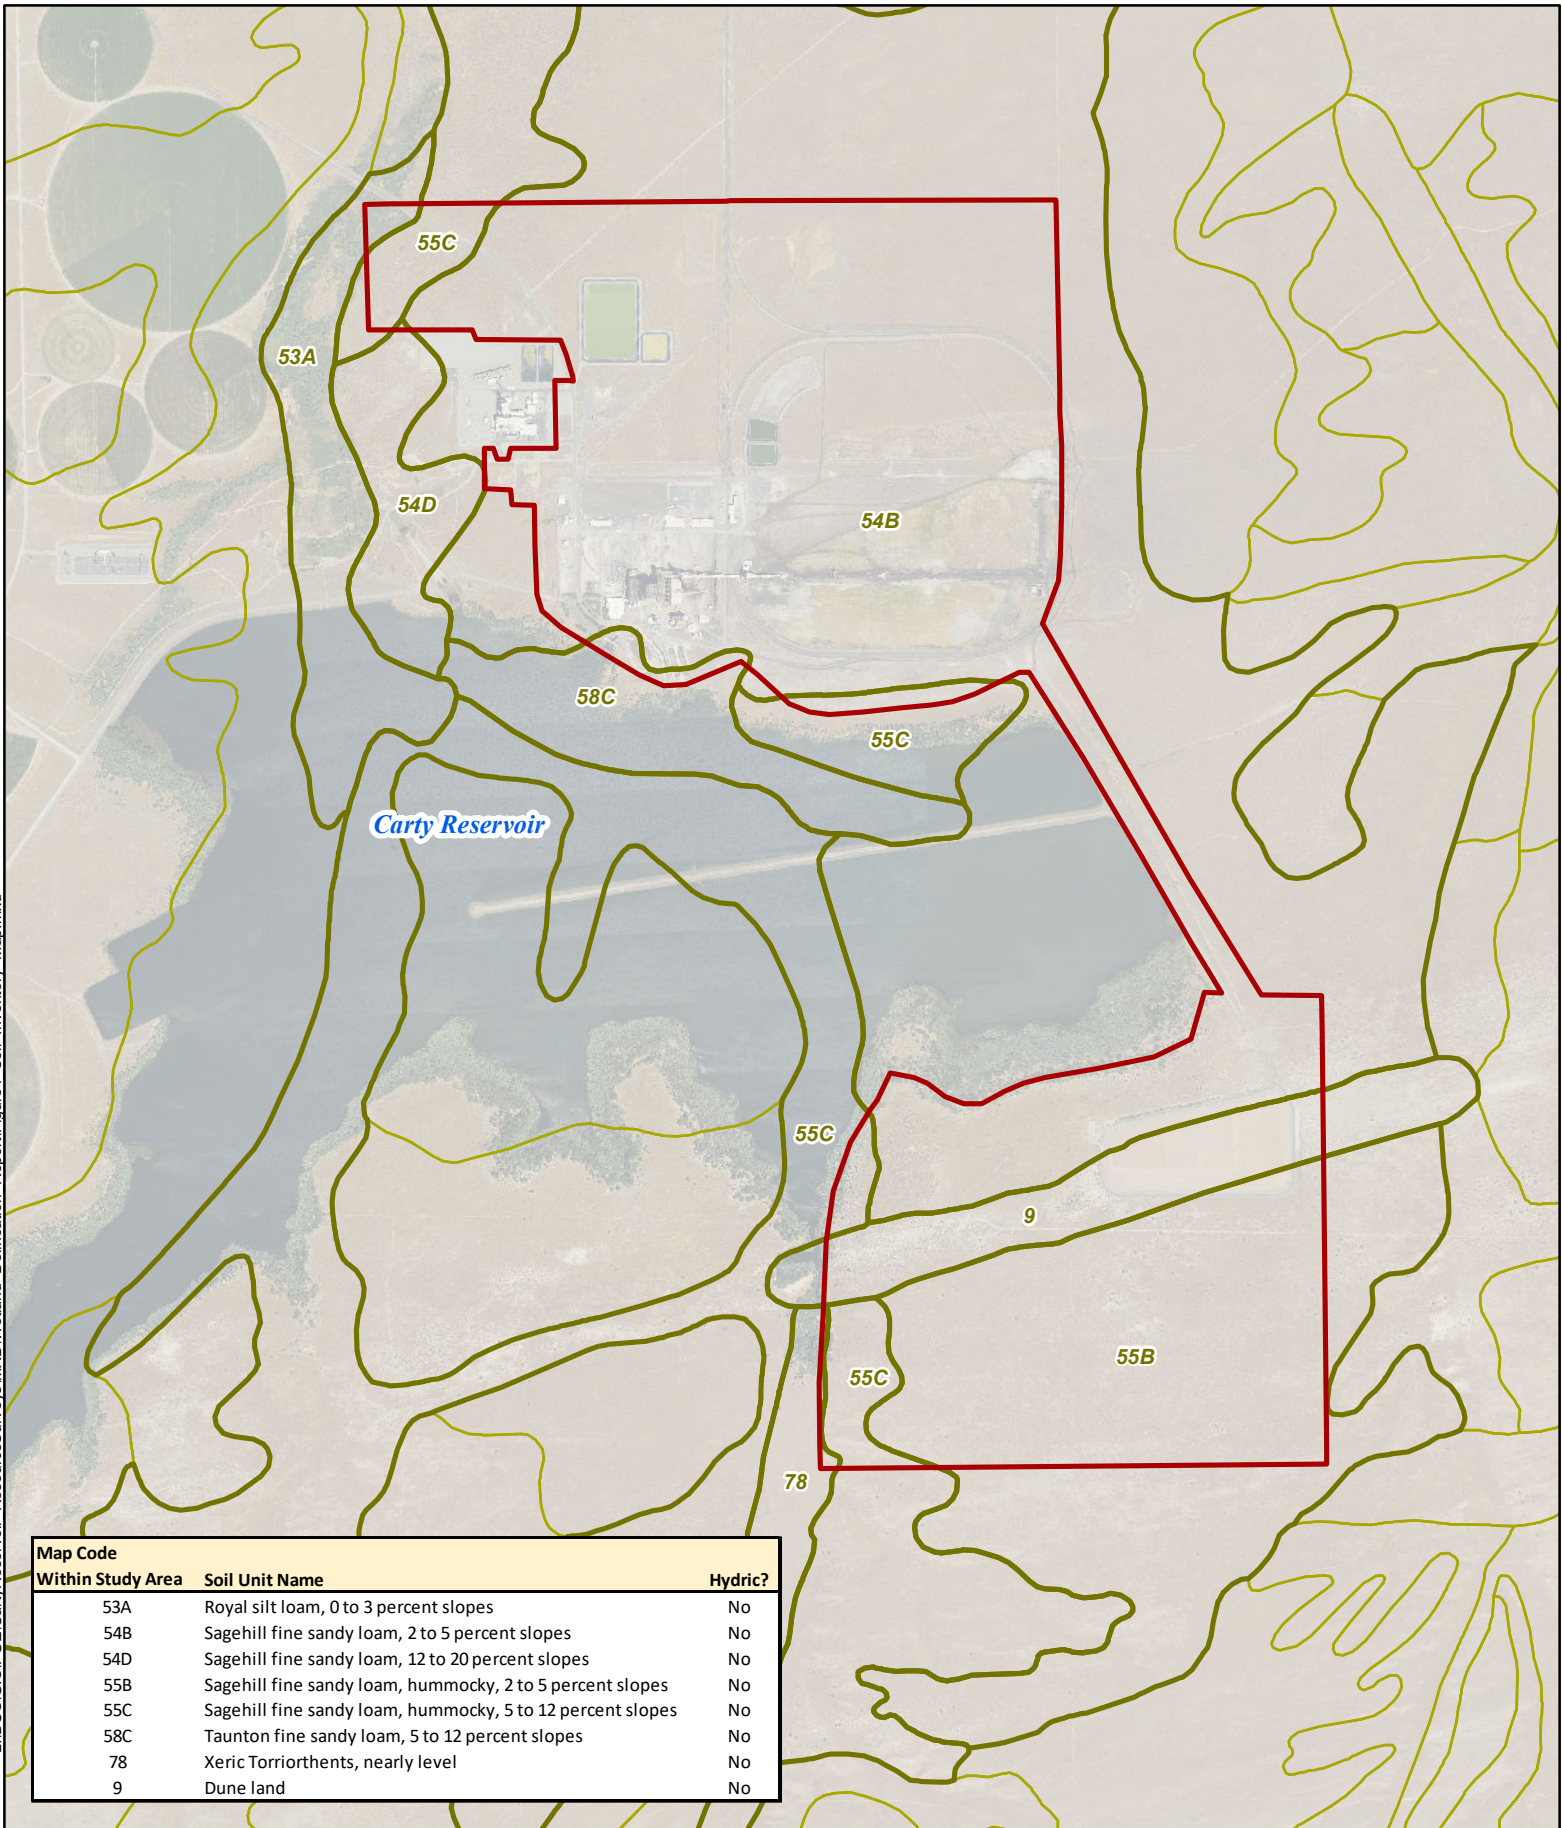 55C
53A
54D
54B
58C
55C
Carty Reservoir
55C
9
55B
55C
78
Map Code
Within Study Area Soil Unit Name Hydric?
53A Royal silt loam, 0 to 3 percent slopes No
54B Sagehill fine sandy loam, 2 to 5 percent slopes No
54D Sagehill fine sandy loam, 12 to 20 percent slopes No
55B Sagehill fine sandy loam, hummocky, 2 to 5 percent slopes No
55C Sagehill fine sandy loam, hummocky, 5 to 12 percent slopes No
58C Taunton fine sandy loam, 5 to 12 percent slopes No
78 Xeric Torriorthents, nearly level No
9 Dune land No